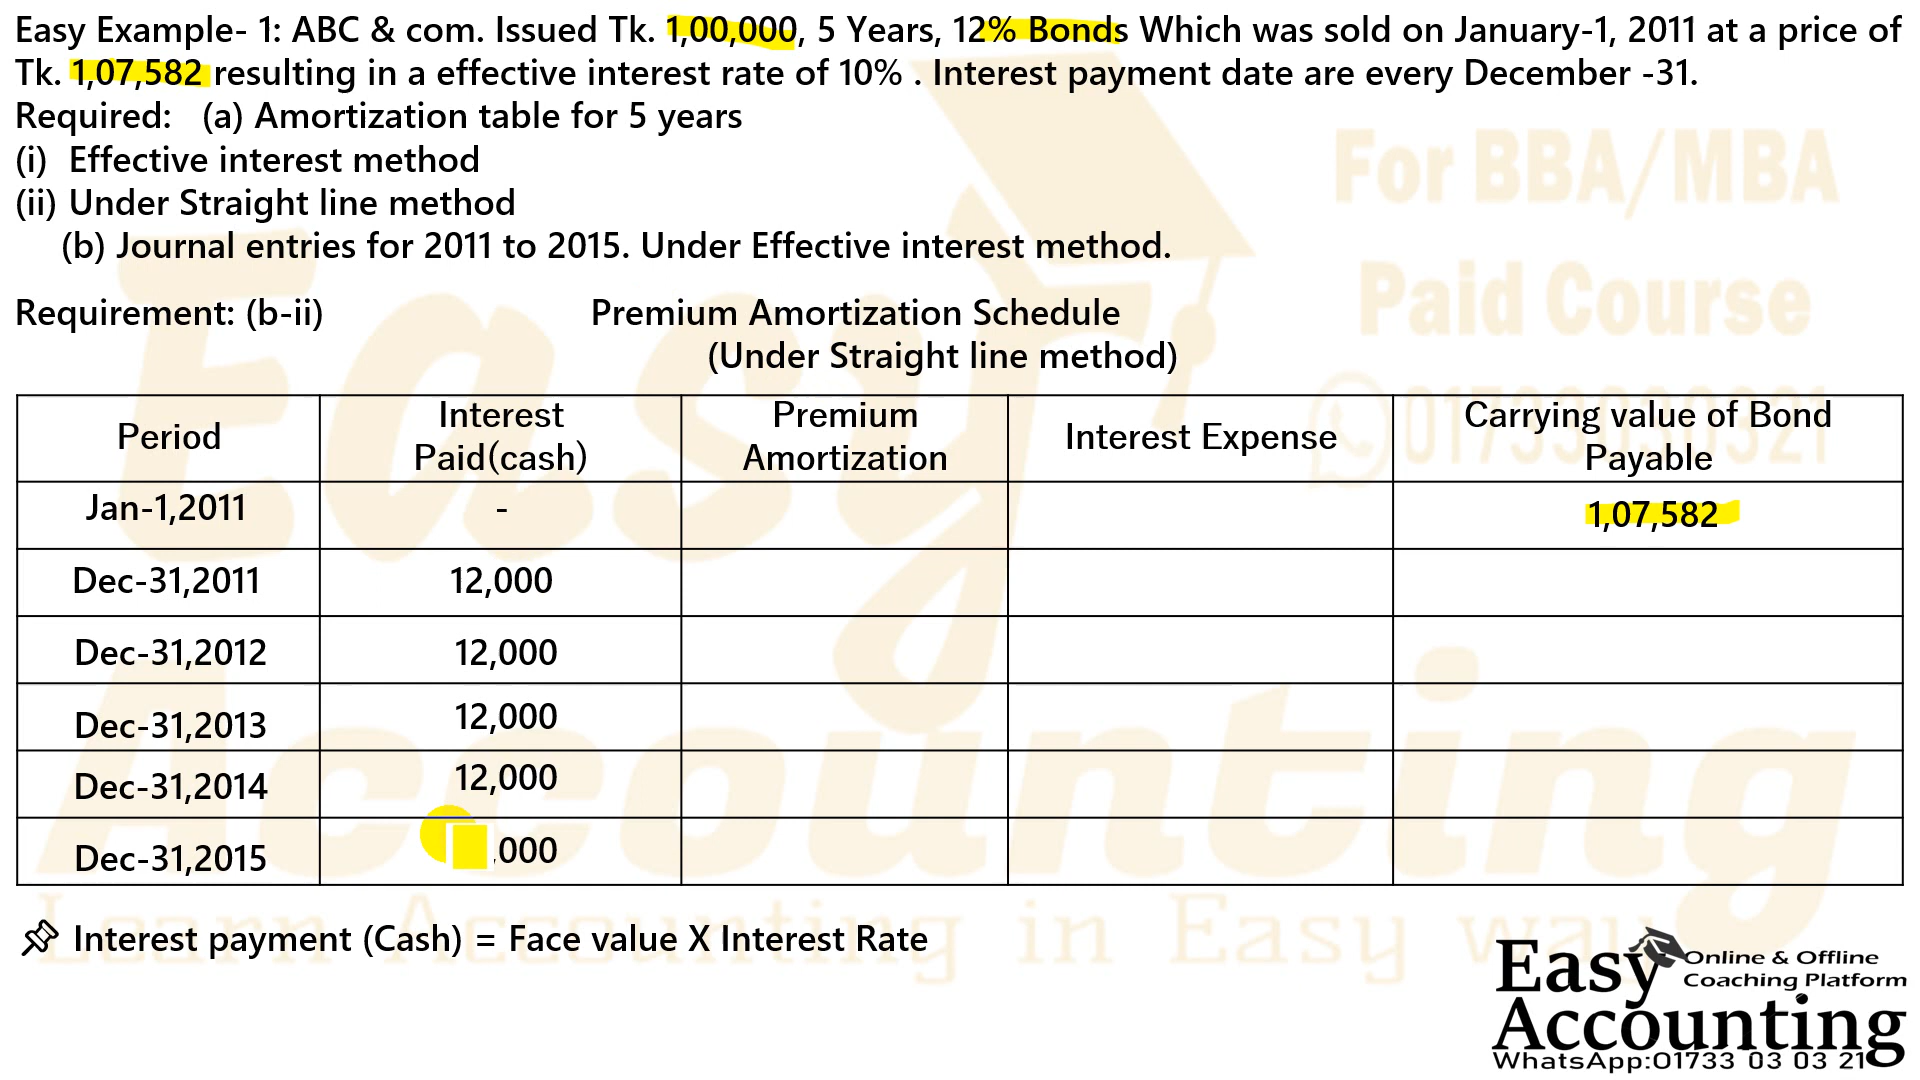 Easy Example- 1: ABC & com. Issued Tk. 1,00,000, 5 Years, 12% Bonds Which was sold on January-1, 2011 at a price of
Tk. 1,07,582 resulting in a effective interest rate of 10% . Interest payment date are every December -31.
Required: (a) Amortization table for 5 years
(i) Effective interest method
(ii) Under Straight line method
(b) Journal entries for 2011 to 2015. Under Effective interest method.
For BBA/MBA
Paid Course
01733030321
Requirement: (b-ii) Premium Amortization Schedule
(Under Straight line method)
Period Interest Paid(cash) Premium Amortization Interest Expense Carrying value of Bond Payable
Jan-1,2011 - 1,07,582
Dec-31,2011 12,000
Dec-31,2012 12,000
Dec-31,2013 12,000
Dec-31,2014 12,000
Dec-31,2015 ,000
Easy
Accounting
Learn Accounting in Easy way
Interest payment (Cash) = Face value X Interest Rate
Easy Online & Offline
Coaching Platform
Accounting
WhatsApp:01733 03 03 21